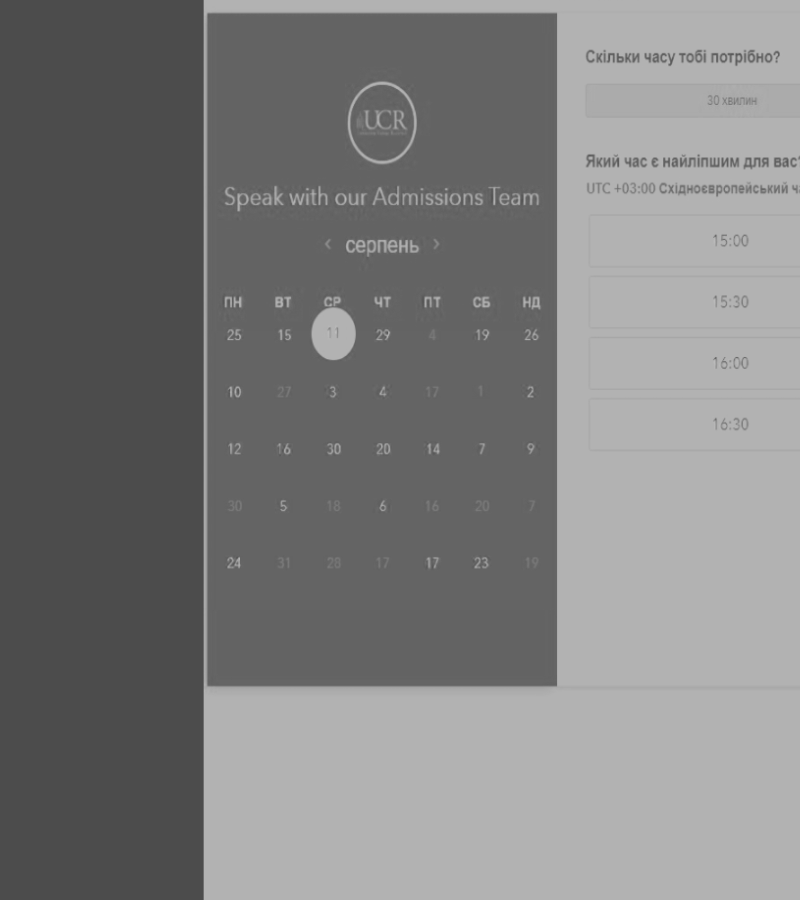 UCR
Speak with our Admissions Team
‹ серпень ›
ПН ВТ СР ЧТ ПТ СБ НД
25 15 11 29 4 19 26
10 27 3 4 17 1 2
12 16 30 20 14 7 9
30 5 18 6 16 20 7
24 31 28 17 17 23 19
Скільки часу тобі потрібно?
30 хвилин
Який час є найліпшим для вас?
UTC +03:00 Східноєвропейський ч
15:00
15:30
16:00
16:30